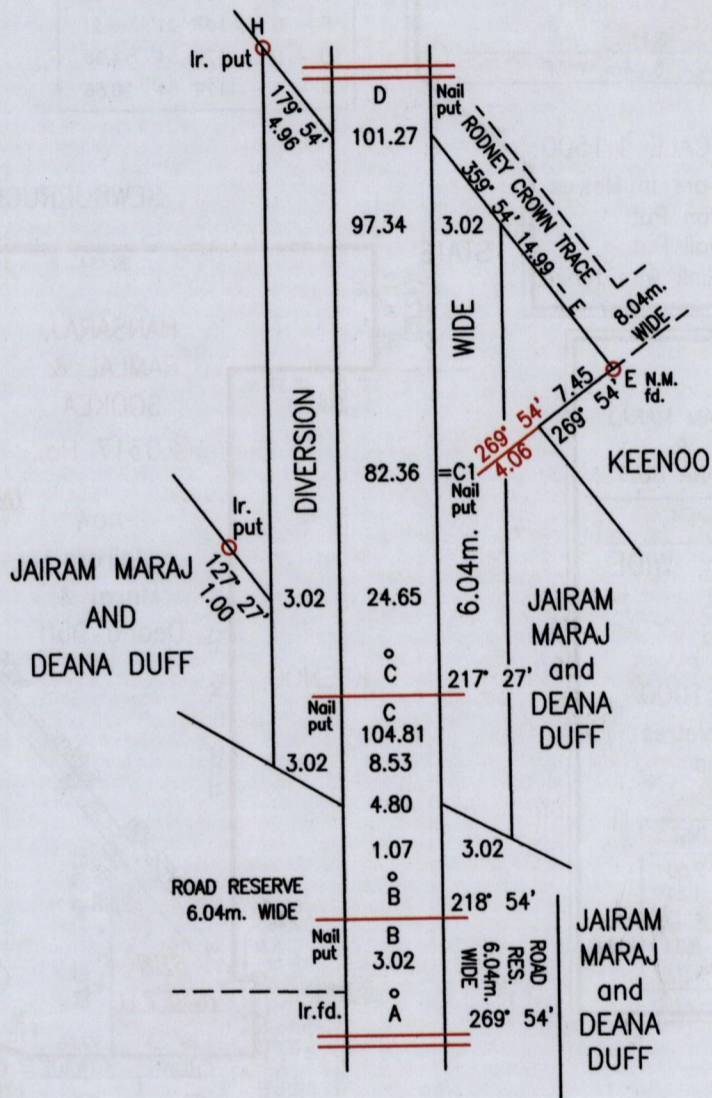 H
Ir. put
D
Nail
put
179° 54'
4.96
101.27
RODNEY CROWN TRACE
359° 54' 14.99 - E
8.04m.
WIDE
97.34
3.02
WIDE
7.45
E N.M.
fd.
269° 54'
269° 54'
4.06
KEENOO
DIVERSION
82.36
=C1
Nail
put
6.04m.
Ir.
put
127° 27'
1.00
JAIRAM MARAJ
AND
DEANA DUFF
3.02
24.65
JAIRAM
MARAJ
and
DEANA
DUFF
C
217° 27'
Nail
put
C
104.81
8.53
3.02
4.80
1.07
3.02
ROAD RESERVE
6.04m. WIDE
B
218° 54'
Nail
put
B
3.02
ROAD
RES.
6.04m.
WIDE
JAIRAM
MARAJ
and
DEANA
DUFF
Ir.fd.
A
269° 54'